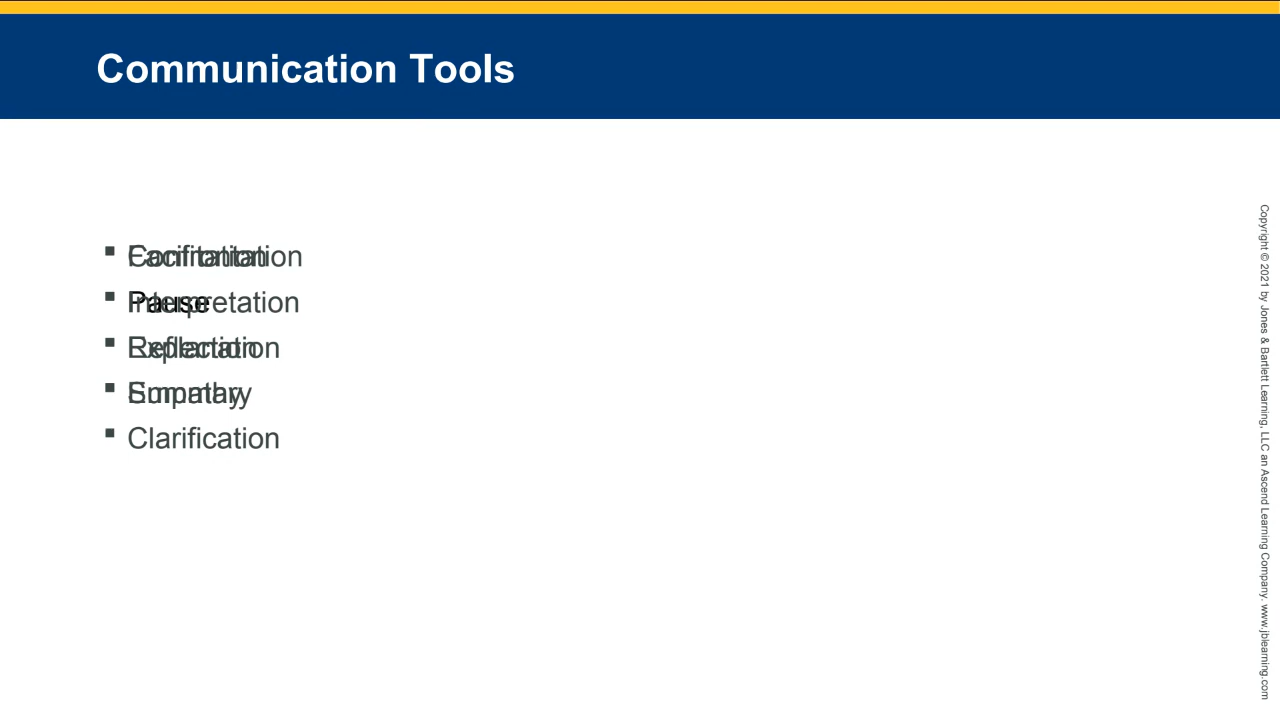 Communication Tools
Facilitation
Confrontation
Pause
Interpretation
Reflection
Explanation
Empathy
Summary
Clarification
Copyright © 2021 by Jones & Bartlett Learning, LLC an Ascend Learning Company. www.jblearning.com